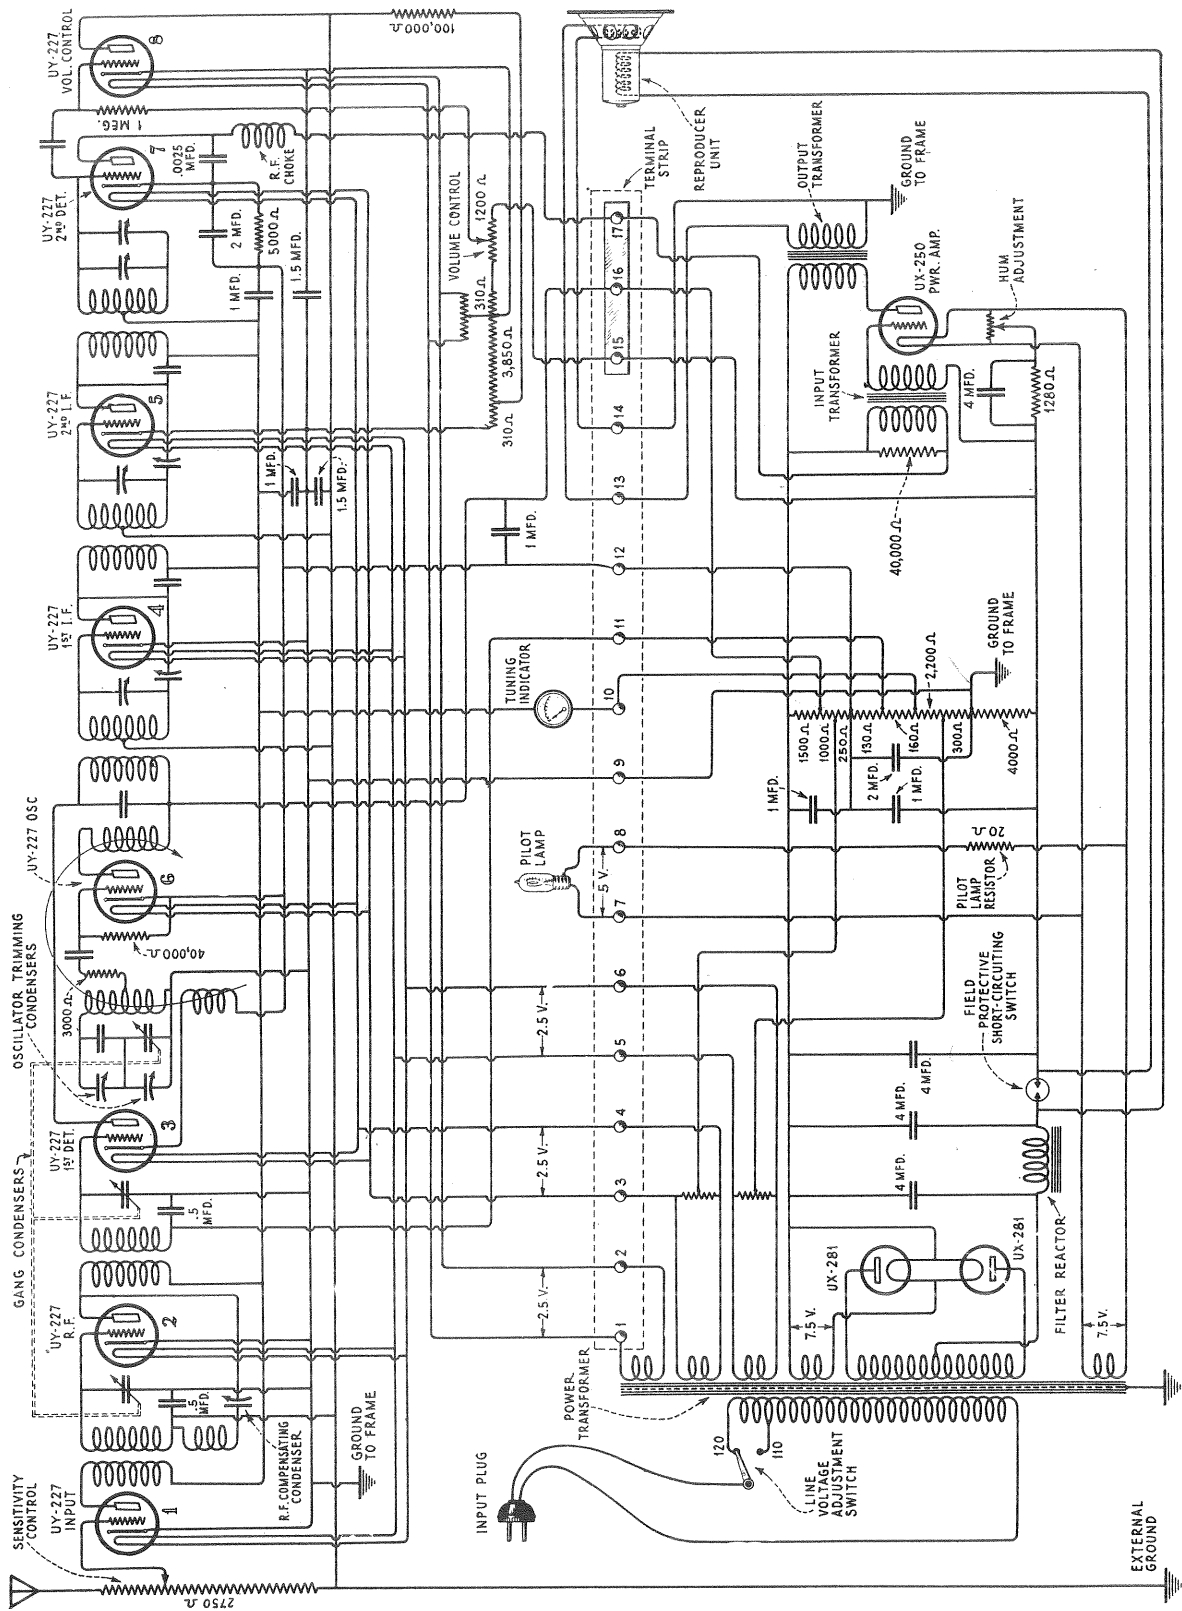 SENSITIVITY
CONTROL
2750 Ω
UY-227
INPUT
1
R.F. COMPENSATING
CONDENSER
GROUND
TO FRAME
.5
MFD.
GANG CONDENSERS
UY-227
R.F.
2
.5
MFD.
UY-227
1ST DET.
3
OSCILLATOR TRIMMING
CONDENSERS
3000 Ω
40,000 Ω
UY-227 OSC
6
UY-227
1ST I.F.
4
UY-227
2ND I.F.
5
1 MFD.
1.5 MFD.
UY-227
2ND DET.
7
1 MFD.
2 MFD.
5000 Ω
1.5 MFD.
.0025
MFD.
R.F.
CHOKE
1 MEG.
UY-227
VOL. CONTROL
8
100,000 Ω
VOLUME CONTROL
310 Ω
3,850 Ω
310 Ω
1200 Ω
1 MFD.
TUNING
INDICATOR
PILOT
LAMP
2.5 V.
2.5 V.
2.5 V.
5 V.
1
2
3
4
5
6
7
8
9
10
11
12
13
14
15
16
17
TERMINAL
STRIP
REPRODUCER
UNIT
INPUT PLUG
POWER
TRANSFORMER
120
110
LINE
VOLTAGE
ADJUSTMENT
SWITCH
EXTERNAL
GROUND
7.5 V.
7.5 V.
UX-281
UX-281
FILTER REACTOR
4 MFD.
4 MFD.
4 MFD.
FIELD
PROTECTIVE
SHORT-CIRCUITING
SWITCH
PILOT
LAMP
RESISTOR
20 Ω
1 MFD.
2 MFD.
1 MFD.
1500 Ω
1000 Ω
250 Ω
130 Ω
160 Ω
300 Ω
4000 Ω
2,200 Ω
GROUND
TO FRAME
40,000 Ω
INPUT
TRANSFORMER
4 MFD.
1280 Ω
UX-250
PWR. AMP.
HUM
ADJUSTMENT
OUTPUT
TRANSFORMER
GROUND
TO FRAME